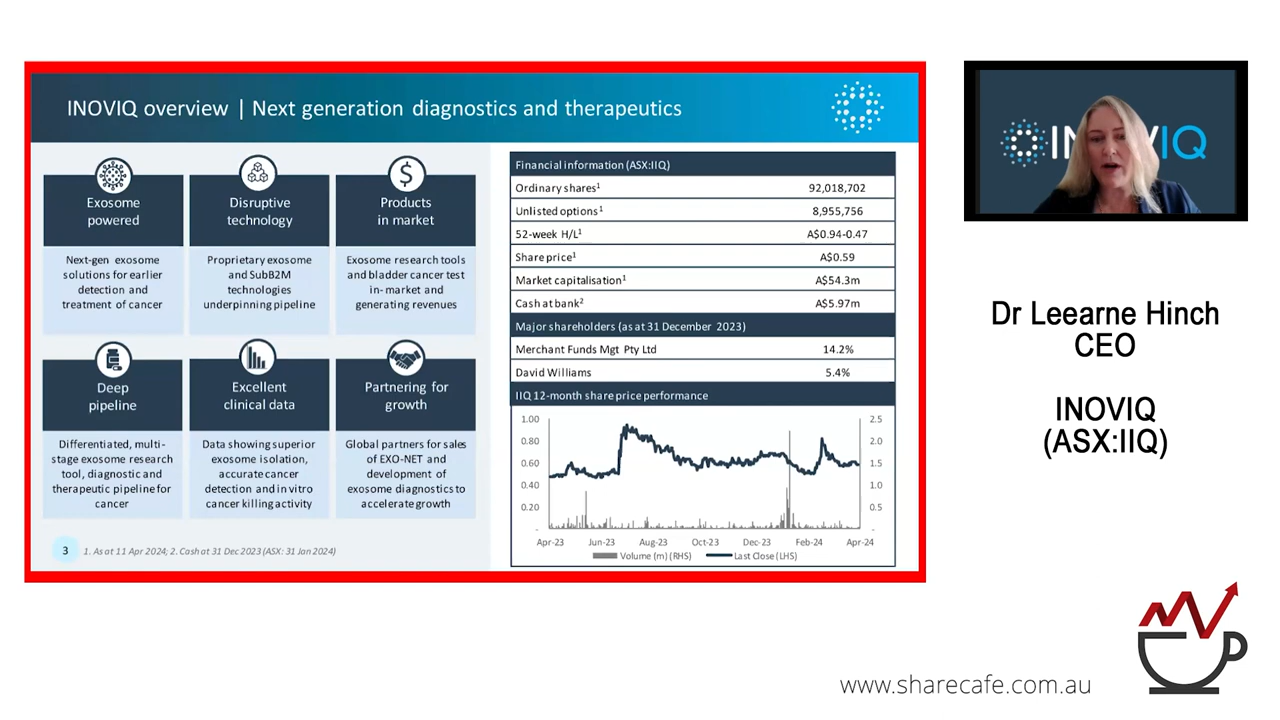 INOVIQ overview | Next generation diagnostics and therapeutics
Exosome
powered
Next-gen exosome
solutions for earlier
detection and
treatment of cancer
Disruptive
technology
Proprietary exosome
and SubB2M
technologies
underpinning pipeline
$
Products
in market
Exosome research tools
and bladder cancer test
in- market and
generating revenues
Deep
pipeline
Differentiated, multi-
stage exosome research
tool, diagnostic and
therapeutic pipeline for
cancer
Excellent
clinical data
Data showing superior
exosome isolation,
accurate cancer
detection and in vitro
cancer killing activity
Partnering for
growth
Global partners for sales
of EXO-NET and
development of
exosome diagnostics to
accelerate growth
3 1. As at 11 Apr 2024; 2. Cash at 31 Dec 2023 (ASX: 31 Jan 2024)
Financial information (ASX:IIQ)
Ordinary shares1 92,018,702
Unlisted options1 8,955,756
52-week H/L1 A$0.94-0.47
Share price1 A$0.59
Market capitalisation1 A$54.3m
Cash at bank2 A$5.97m
Major shareholders (as at 31 December 2023)
Merchant Funds Mgt Pty Ltd 14.2%
David Williams 5.4%
IIQ 12-month share price performance
1.00 2.5
0.80 2.0
0.60 1.5
0.40 1.0
0.20 0.5
- -
Apr-23 Jun-23 Aug-23 Oct-23 Dec-23 Feb-24 Apr-24
Volume (m) (RHS) Last Close (LHS)
INOVIQ
Dr Leearne Hinch
CEO
INOVIQ
(ASX:IIQ)
www.sharecafe.com.au